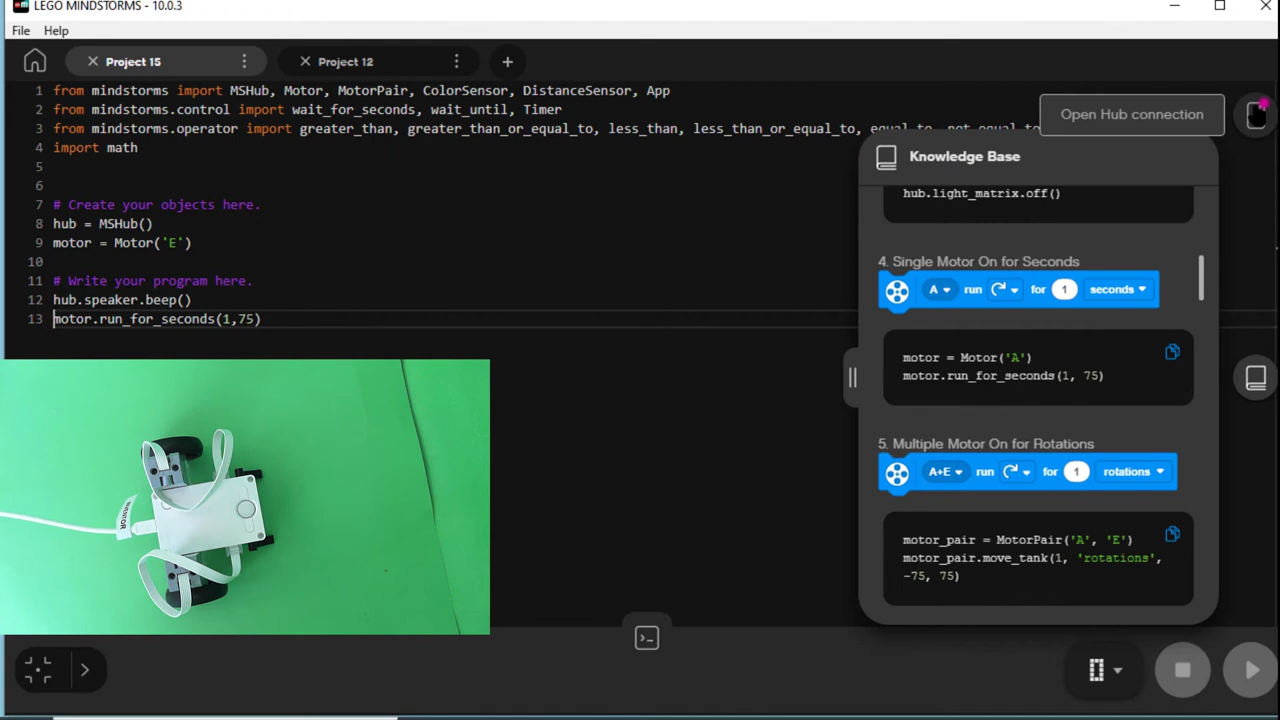 LEGO MINDSTORMS - 10.0.3
File Help
Project 15
Project 12
1 from mindstorms import MSHub, Motor, MotorPair, ColorSensor, DistanceSensor, App
2 from mindstorms.control import wait_for_seconds, wait_until, Timer
3 from mindstorms.operator import greater_than, greater_than_or_equal_to, less_than, less_than_or_equal_to, equal_to, not_equal_to
4 import math
5
6
7 # Create your objects here.
8 hub = MSHub()
9 motor = Motor('E')
10
11 # Write your program here.
12 hub.speaker.beep()
13 motor.run_for_seconds(1,75)
Open Hub connection
Knowledge Base
hub.light_matrix.off()
4. Single Motor On for Seconds
A run for 1 seconds
motor = Motor('A')
motor.run_for_seconds(1, 75)
5. Multiple Motor On for Rotations
A+E run for 1 rotations
motor_pair = MotorPair('A', 'E')
motor_pair.move_tank(1, 'rotations',
-75, 75)